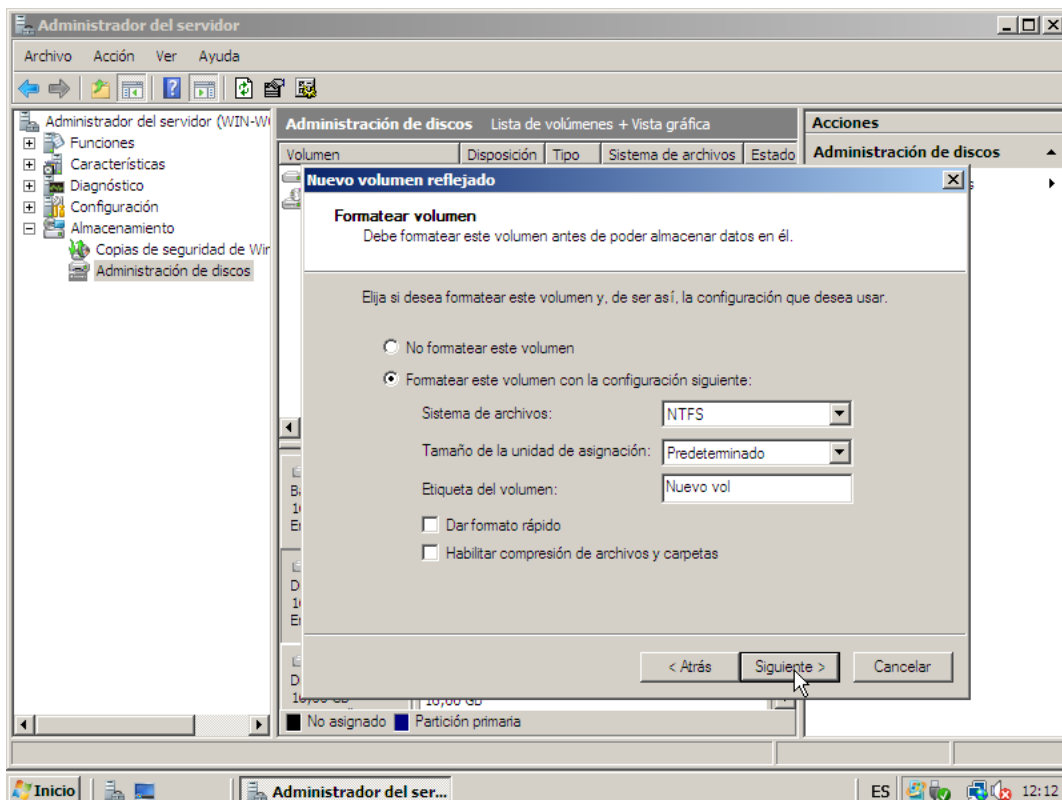 Administrador del servidor
Archivo Acción Ver Ayuda
Administrador del servidor (WIN-W
Funciones
Características
Diagnóstico
Configuración
Almacenamiento
Copias de seguridad de Wir
Administración de discos
Administración de discos Lista de volúmenes + Vista gráfica
Volumen Disposición Tipo Sistema de archivos Estado
Acciones
Administración de discos
Nuevo volumen reflejado
Formatear volumen
Debe formatear este volumen antes de poder almacenar datos en él.
Elija si desea formatear este volumen y, de ser así, la configuración que desea usar.
No formatear este volumen
Formatear este volumen con la configuración siguiente:
Sistema de archivos: NTFS
Tamaño de la unidad de asignación: Predeterminado
Etiqueta del volumen: Nuevo vol
Dar formato rápido
Habilitar compresión de archivos y carpetas
< Atrás Siguiente > Cancelar
No asignado Partición primaria
Inicio Administrador del ser... ES 12:12